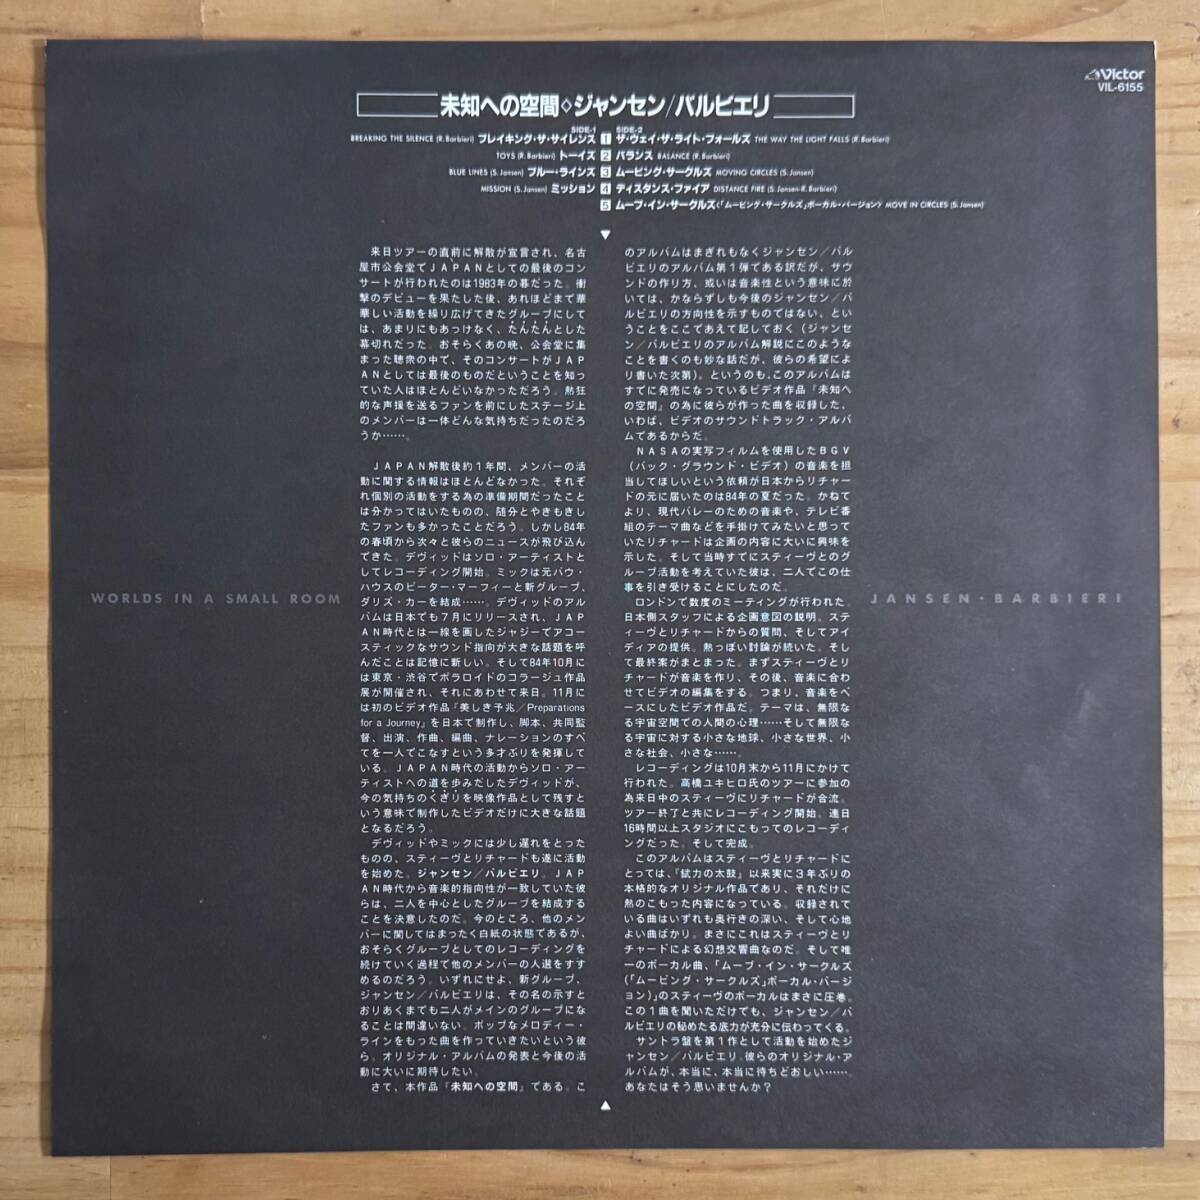 Victor
VIL-6155
未知への空間◇ジャンセン/バルビエリ
SIDE-1
BREAKING THE SILENCE (R.Barbieri) ブレイキング・ザ・サイレンス 1
TOYS (R.Barbieri) トーイズ 2
BLUE LINES (S.Jansen) ブルー・ラインズ 3
MISSION (S.Jansen) ミッション 4
5
SIDE-2
ザ・ウェイ・ザ・ライト・フォールズ THE WAY THE LIGHT FALLS (R.Barbieri)
バランス BALANCE (R.Barbieri)
ムービング・サークルズ MOVING CIRCLES (S.Jansen)
ディスタンス・ファイア DISTANCE FIRE (S.Jansen-R.Barbieri)
ムーブ・イン・サークルズ〈「ムービング・サークルズ」ボーカル・バージョン〉 MOVE IN CIRCLES (S.Jansen)
来日ツアーの直前に解散が宣言され、名古
屋市公会堂でJAPANとしての最後のコン
サートが行われたのは1983年の暮だった。衝
撃のデビューを果たした後、あれほどまで華
華しい活動を繰り広げてきたグループにして
は、あまりにもあっけなく、たんたんとした
幕切れだった。おそらくあの晩、公会堂に集
まった聴衆の中で、そのコンサートがJAP
ANとしては最後のものだということを知っ
ていた人はほとんどいなかっただろう。熱狂
的な声援を送るファンを前にしたステージ上
のメンバーは一体どんな気持ちだったのだろ
うか……。
JAPAN解散後約1年間、メンバーの活
動に関する情報はほとんどなかった。それぞ
れ個別の活動をする為の準備期間だったこと
は分かってはいたものの、随分とやきもきし
たファンも多かったことだろう。しかし84年
の春頃から次々と彼らのニュースが飛び込ん
できた。デヴィッドはソロ・アーティストと
してレコーディング開始。ミックは元バウ・
ハウスのピーター・マーフィーと新グループ、
ダリズ・カーを結成……。デヴィッドのアル
バムは日本でも7月にリリースされ、JAP
AN時代とは一線を画したジャジーでアコー
スティックなサウンド指向が大きな話題を呼
んだことは記憶に新しい。そして84年10月に
は東京・渋谷でポラロイドのコラージュ作品
展が開催され、それにあわせて来日。11月に
は初のビデオ作品『美しき予兆/Preparations
for a Journey』を日本で制作し、脚本、共同監
督、出演、作曲、編曲、ナレーションのすべ
てを一人でこなすという多才ぶりを発揮して
いる。JAPAN時代の活動からソロ・アー
ティストへの道を歩みだしたデヴィッドが、
今の気持ちのくぎりを映像作品として残すと
いう意味で制作したビデオだけに大きな話題
となるだろう。
デヴィッドやミックには少し遅れをとった
ものの、スティーヴとリチャードも遂に活動
を始めた。ジャンセン/バルビエリ。JAP
AN時代から音楽的指向性が一致していた彼
らは、二人を中心としたグループを結成する
ことを決意したのだ。今のところ、他のメン
バーに関してはまったく白紙の状態であるが、
おそらくグループとしてのレコーディングを
続けていく過程で他のメンバーの人選をすす
めるのだろう。いずれにせよ、新グループ、
ジャンセン/バルビエリは、その名の示すと
おりあくまでも二人がメインのグループにな
ることは間違いない。ポップなメロディー・
ラインをもった曲を作っていきたいという彼
ら。オリジナル・アルバムの発表と今後の活
動に大いに期待したい。
さて、本作品『未知への空間』である。こ
のアルバムはまぎれもなくジャンセン/バル
ビエリのアルバム第1弾である訳だが、サウ
ンドの作り方、或いは音楽性という意味に於
いては、かならずしも今後のジャンセン/バ
ルビエリの方向性を示すものではない、とい
うことをここであえて記しておく(ジャンセ
ン/バルビエリのアルバム解説にこのような
ことを書くのも妙な話だが、彼らの希望によ
り書いた次第)。というのも、このアルバムは
すでに発売になっているビデオ作品『未知へ
の空間』の為に彼らが作った曲を収録した、
いわば、ビデオのサウンドトラック・アルバ
ムであるからだ。
NASAの実写フィルムを使用したBGV
(バック・グラウンド・ビデオ)の音楽を担
当してほしいという依頼が日本からリチャー
ドの元に届いたのは84年の夏だった。かねて
より、現代バレーのための音楽や、テレビ番
組のテーマ曲などを手掛けてみたいと思って
いたリチャードは企画の内容に大いに興味を
示した。そして当時すでにスティーヴとのグ
ループ活動を考えていた彼は、二人でこの仕
事を引き受けることにしたのだ。
ロンドンで数度のミーティングが行われた。
日本側スタッフによる企画意図の説明。ステ
ィーヴとリチャードからの質問、そしてアイ
ディアの提供。熱っぽい討論が続いた。そし
て最終案がまとまった。まずスティーヴとリ
チャードが音楽を作り、その後、音楽に合わ
せてビデオの編集をする。つまり、音楽をベ
ースにしたビデオ作品だ。テーマは、無限な
る宇宙空間での人間の心理……そして無限な
る宇宙に対する小さな地球、小さな世界、小
さな社会、小さな……。
レコーディングは10月末から11月にかけて
行われた。高橋ユキヒロ氏のツアーに参加の
為来日中のスティーヴにリチャードが合流。
ツアー終了と共にレコーディング開始。連日
16時間以上スタジオにこもってのレコーディ
ングだった。そして完成。
このアルバムはスティーヴとリチャードに
とっては、『錻力の太鼓』以来実に3年ぶりの
本格的なオリジナル作品であり、それだけに
熱のこもった内容になっている。収録されて
いる曲はいずれも奥行きの深い、そして心地
よい曲ばかり。まさにこれはスティーヴとリ
チャードによる幻想交響曲なのだ。そして唯
一のボーカル曲、「ムーブ・イン・サークルズ
(「ムービング・サークルズ」ボーカル・バージ
ョン)」のスティーヴのボーカルはまさに圧巻。
この1曲を聞いただけでも、ジャンセン/バ
ルビエリの秘めたる底力が充分に伝わってくる。
サントラ盤を第1作として活動を始めたジ
ャンセン/バルビエリ。彼らのオリジナル・ア
ルバムが、本当に、本当に待ちどおしい……
あなたはそう思いませんか?
WORLDS IN A SMALL ROOM
JANSEN・BARBIERI